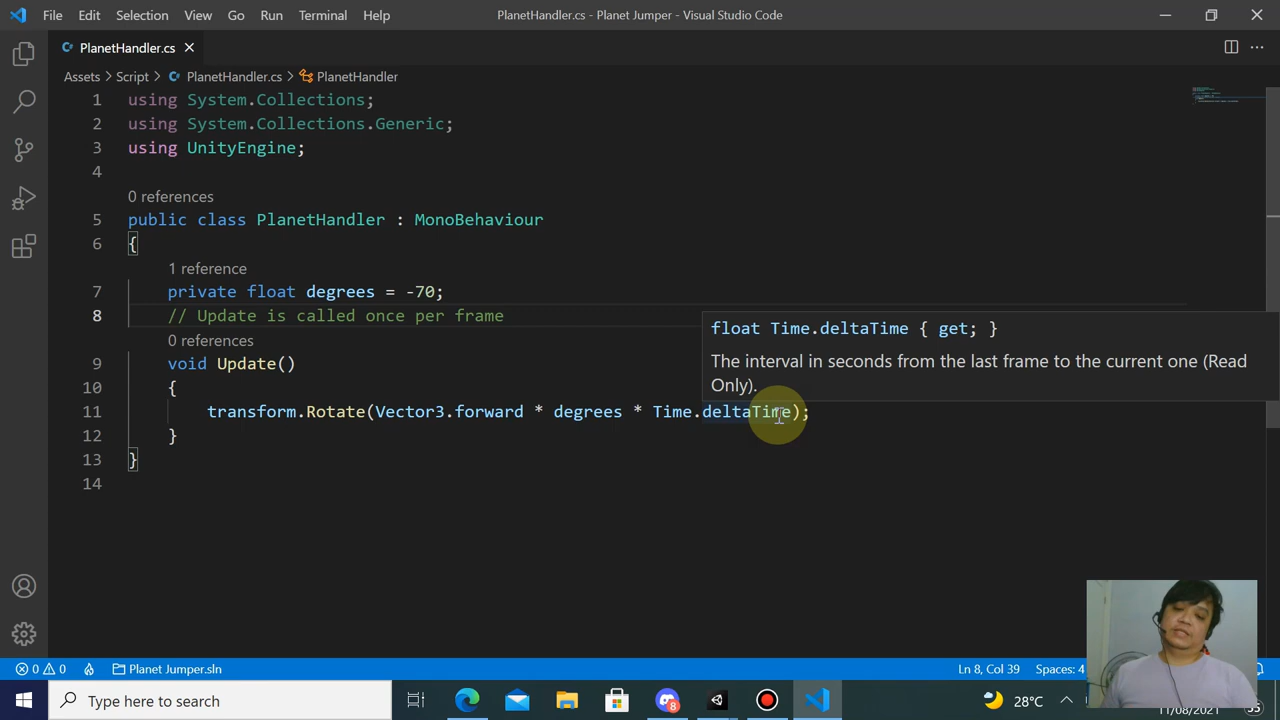 File Edit Selection View Go Run Terminal Help
PlanetHandler.cs - Planet Jumper - Visual Studio Code
PlanetHandler.cs
Assets > Script > PlanetHandler.cs > PlanetHandler
1 using System.Collections;
2 using System.Collections.Generic;
3 using UnityEngine;
4
0 references
5 public class PlanetHandler : MonoBehaviour
6 {
1 reference
7 private float degrees = -70;
8 // Update is called once per frame
0 references
9 void Update()
float Time.deltaTime { get; }
The interval in seconds from the last frame to the current one (Read
Only).
10 {
11 transform.Rotate(Vector3.forward * degrees * Time.deltaTime);
12 }
13 }
14
0 0 Planet Jumper.sln
Ln 8, Col 39 Spaces: 4
Type here to search
8
28°C
11/08/2021